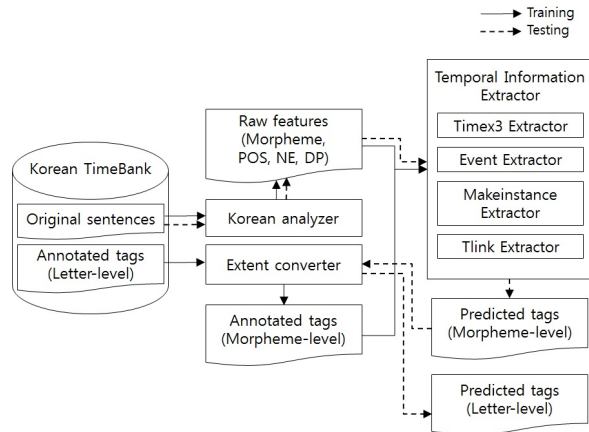 Training
Testing
Temporal Information
Extractor
Timex3 Extractor
Event Extractor
Makeinstance
Extractor
Tlink Extractor
Raw features
(Morpheme,
POS, NE, DP)
Korean TimeBank
Original sentences
Korean analyzer
Annotated tags
(Letter-level)
Extent converter
Annotated tags
(Morpheme-level)
Predicted tags
(Morpheme-level)
Predicted tags
(Letter-level)